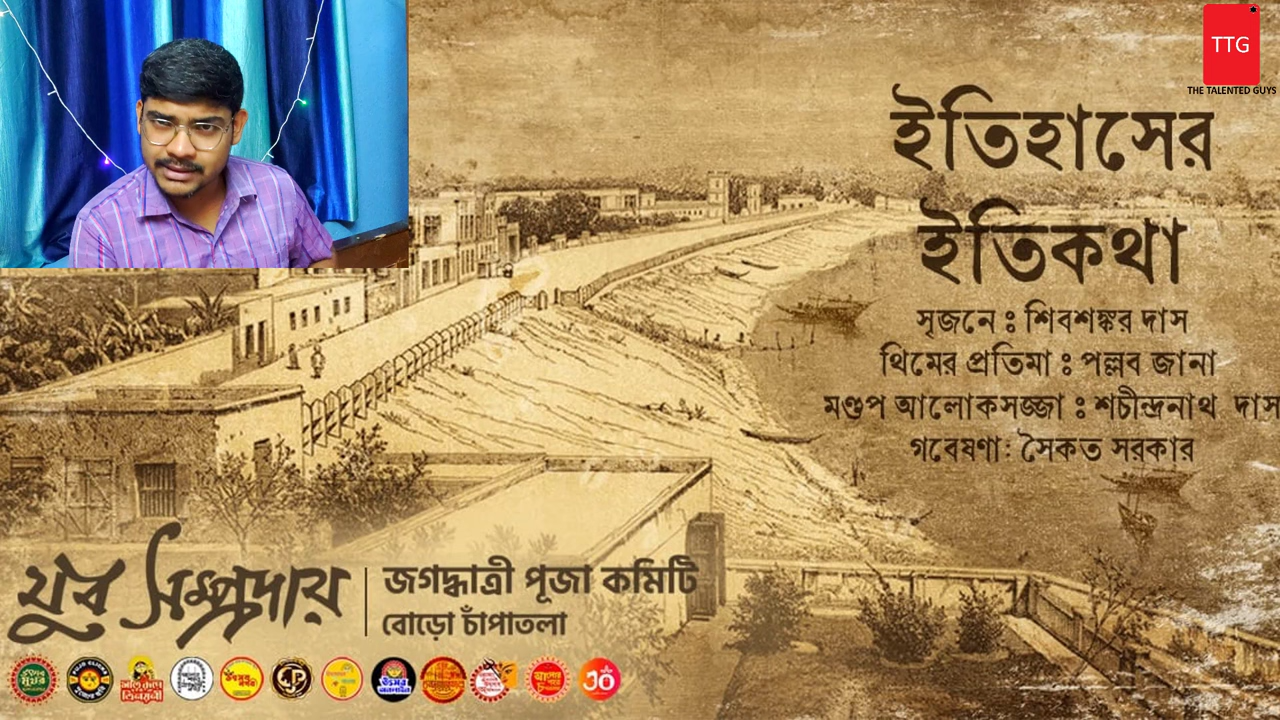 TTG
THE TALENTED GUYS
ইতিহাসের
ইতিকথা
সৃজনে : শিবশঙ্কর দাস
থিমের প্রতিমা : পল্লব জানা
মণ্ডপ আলোকসজ্জা : শচীন্দ্রনাথ দাস
গবেষণা: সৈকত সরকার
যুব সম্প্রদায়
জগদ্ধাত্রী পূজা কমিটি
বোড়ো চাঁপাতলা